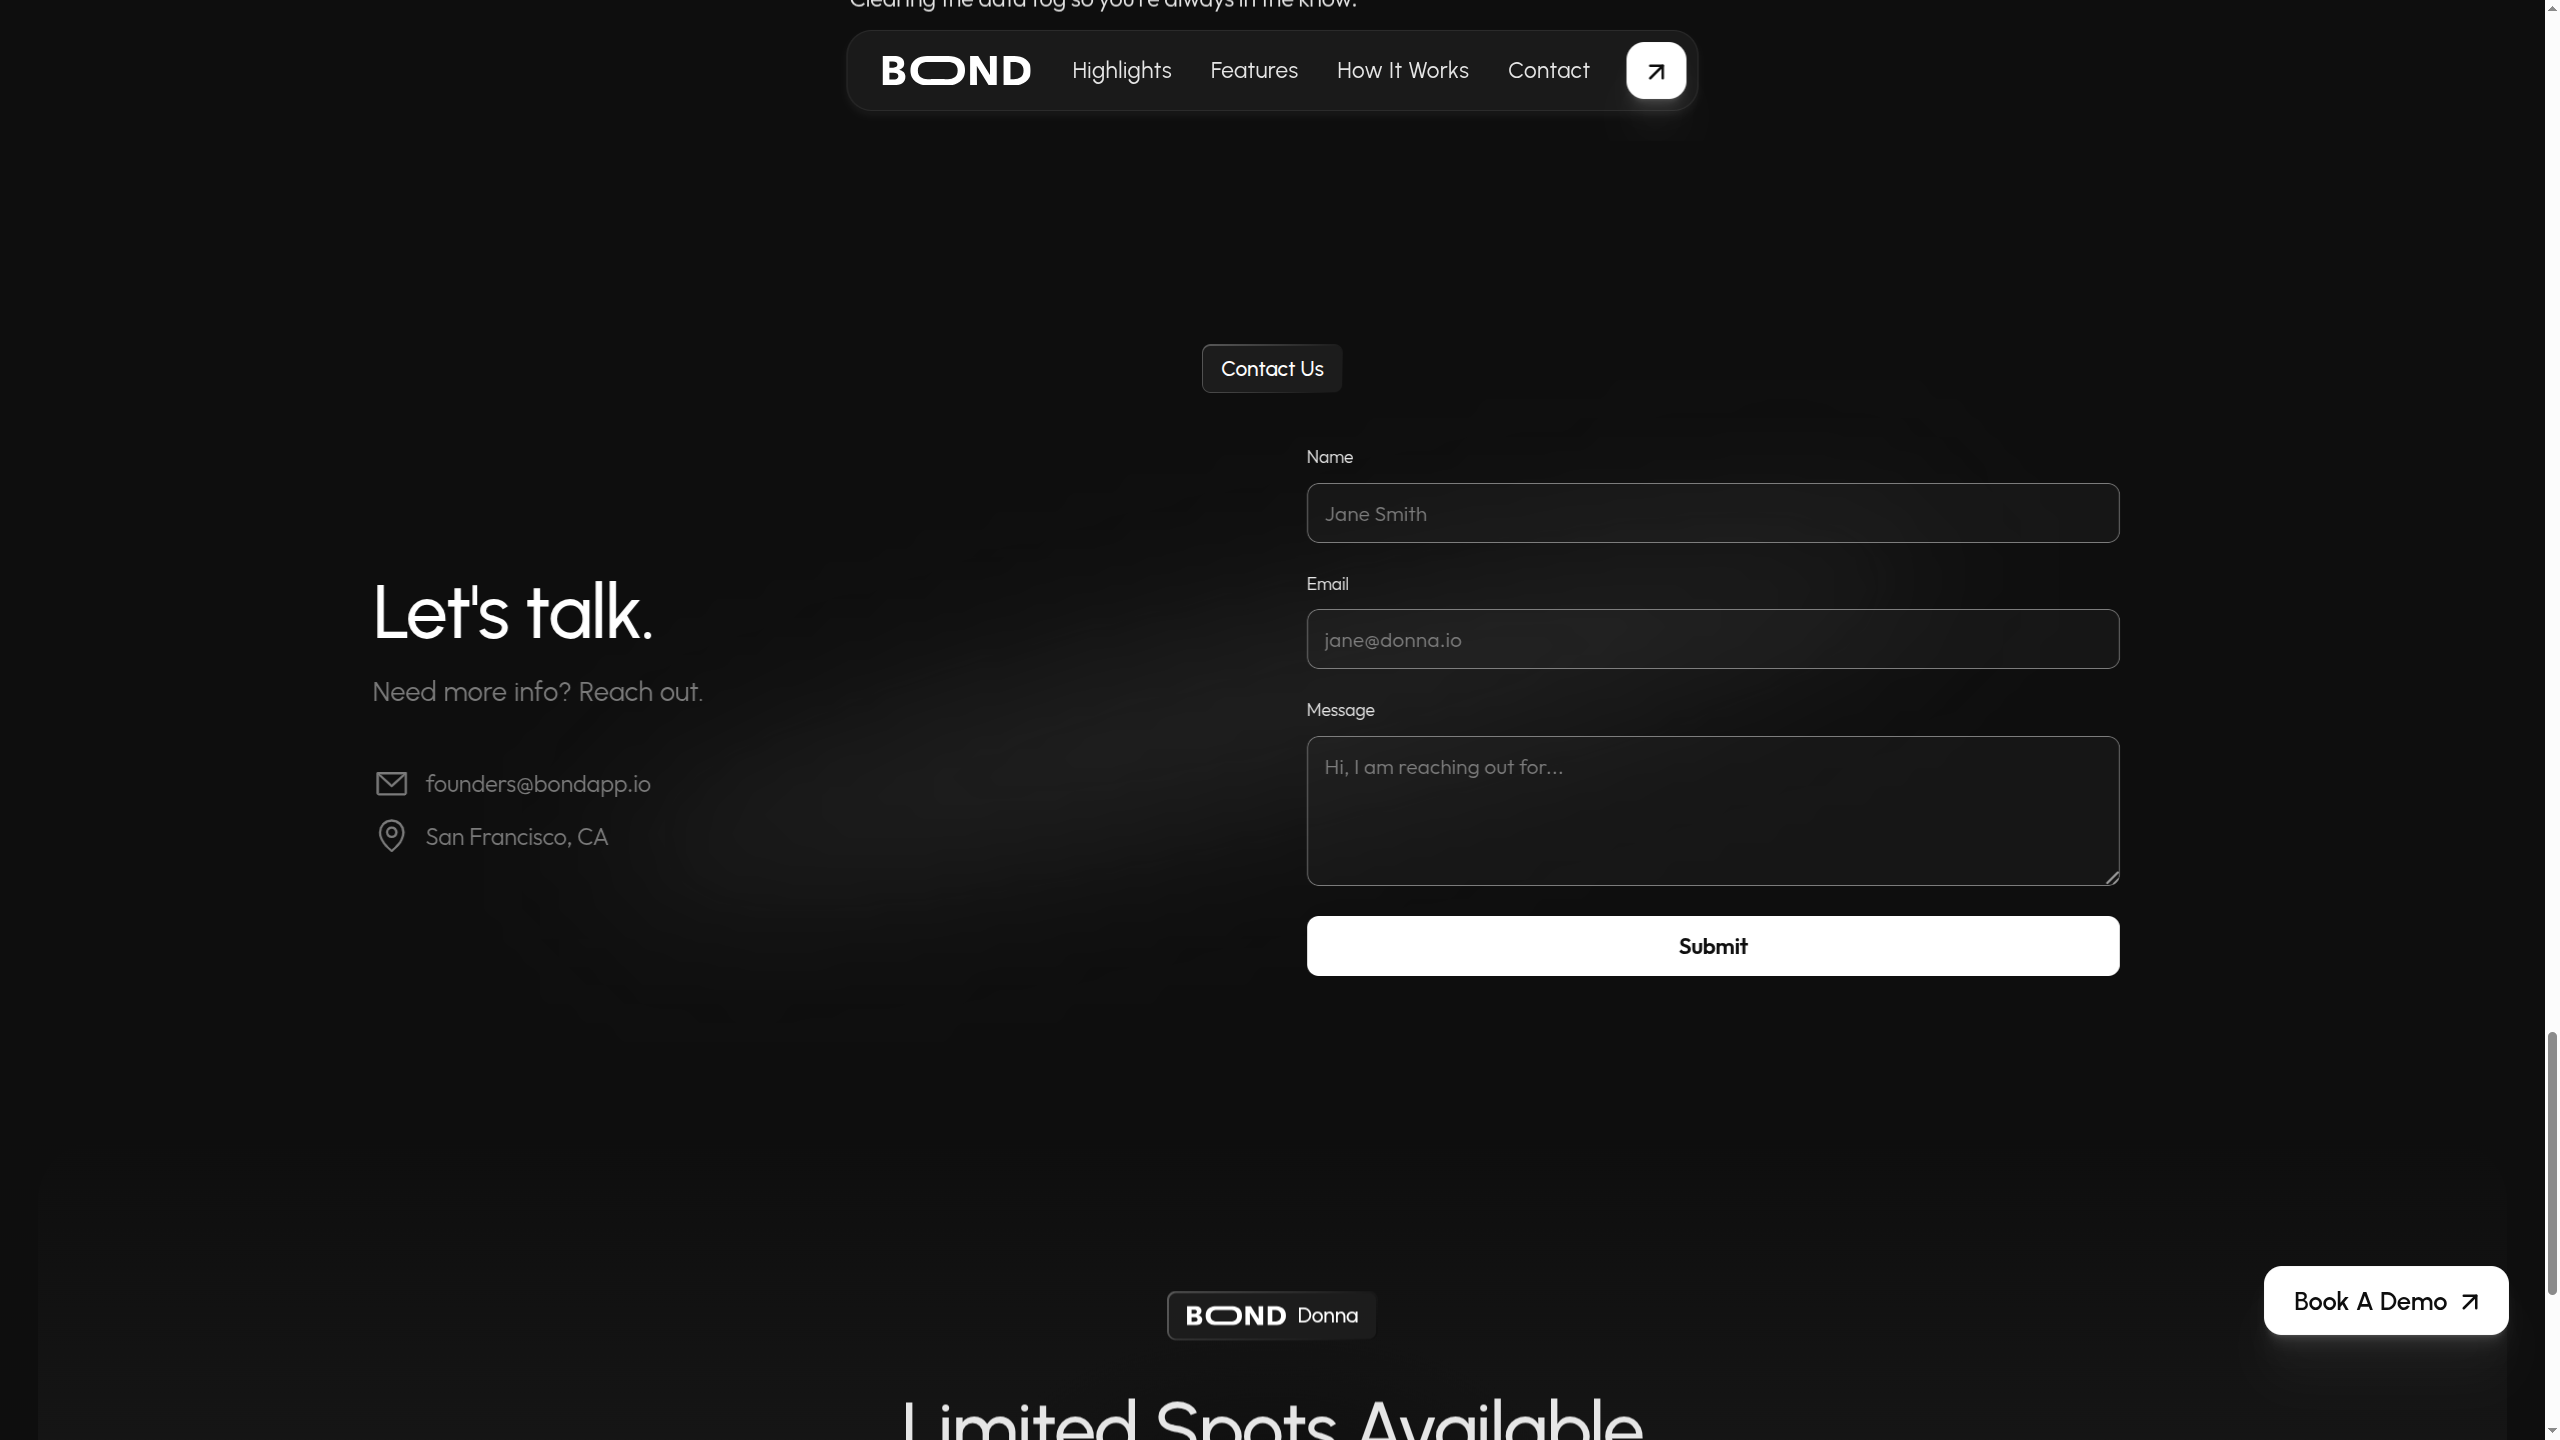 Clearing the data fog so you're always in the know.
BOND Highlights Features How It Works Contact
Contact Us
Let's talk.
Need more info? Reach out.
founders@bondapp.io
San Francisco, CA
Name
Jane Smith
Email
jane@donna.io
Message
Hi, I am reaching out for...
Submit
Book A Demo
BOND Donna
Limited Spots Available